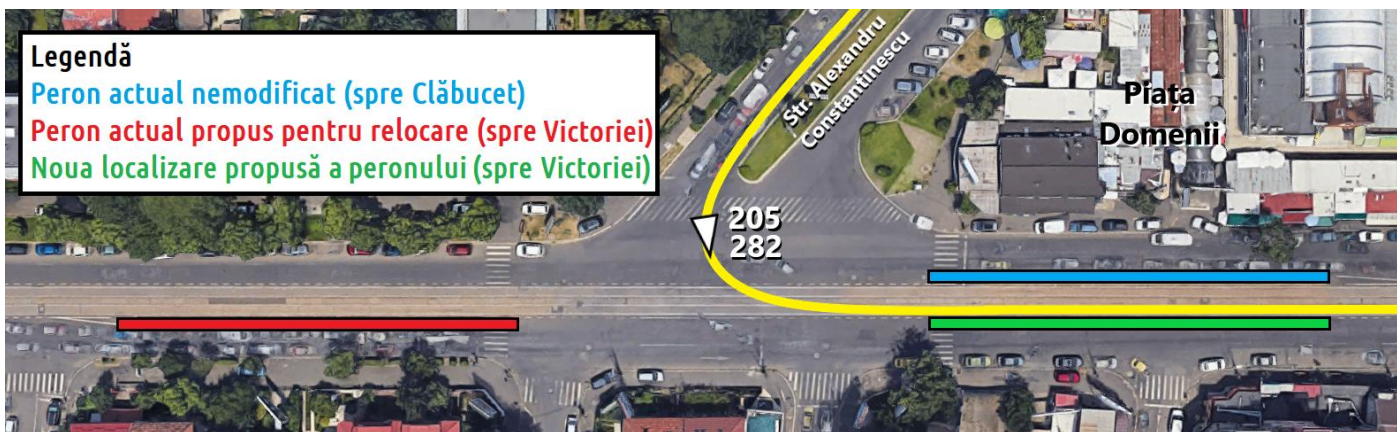 Legendă
Peron actual nemodificat (spre Clăbucet)
Peron actual propus pentru relocare (spre Victoriei)
Noua localizare propusă a peronului (spre Victoriei)
Str. Alexandru
Constantinescu
Piața
Domenii
205
282